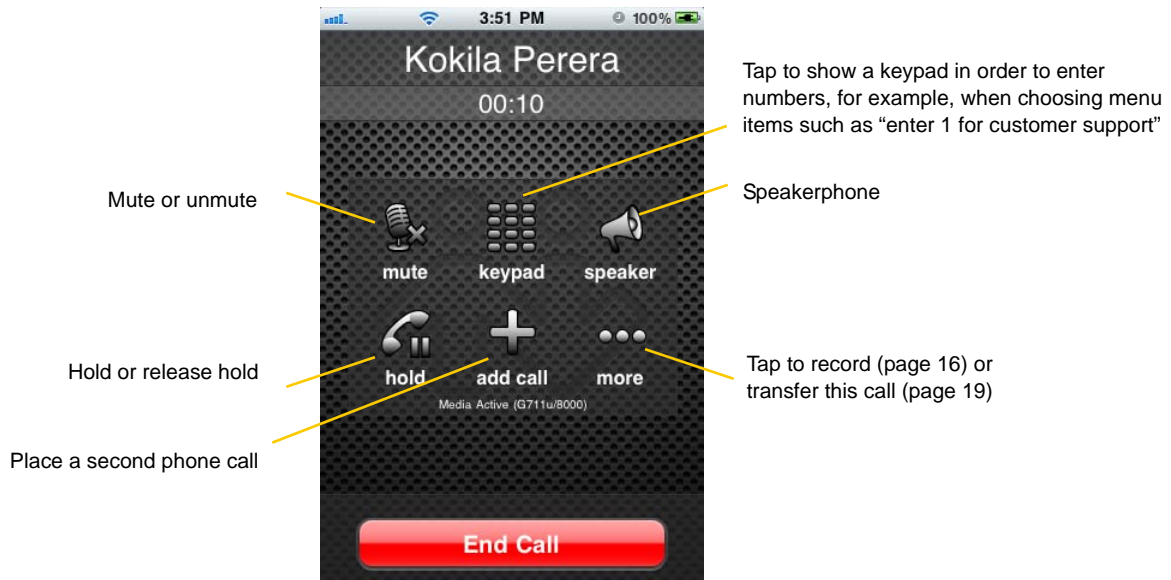 3:51 PM
100%
Kokila Perera
00:10
Tap to show a keypad in order to enter
numbers, for example, when choosing menu
items such as “enter 1 for customer support”
Mute or unmute
Speakerphone
mute
keypad
speaker
Hold or release hold
Tap to record (page 16) or
transfer this call (page 19)
hold
add call
more
Media Active (G711u/8000)
Place a second phone call
End Call